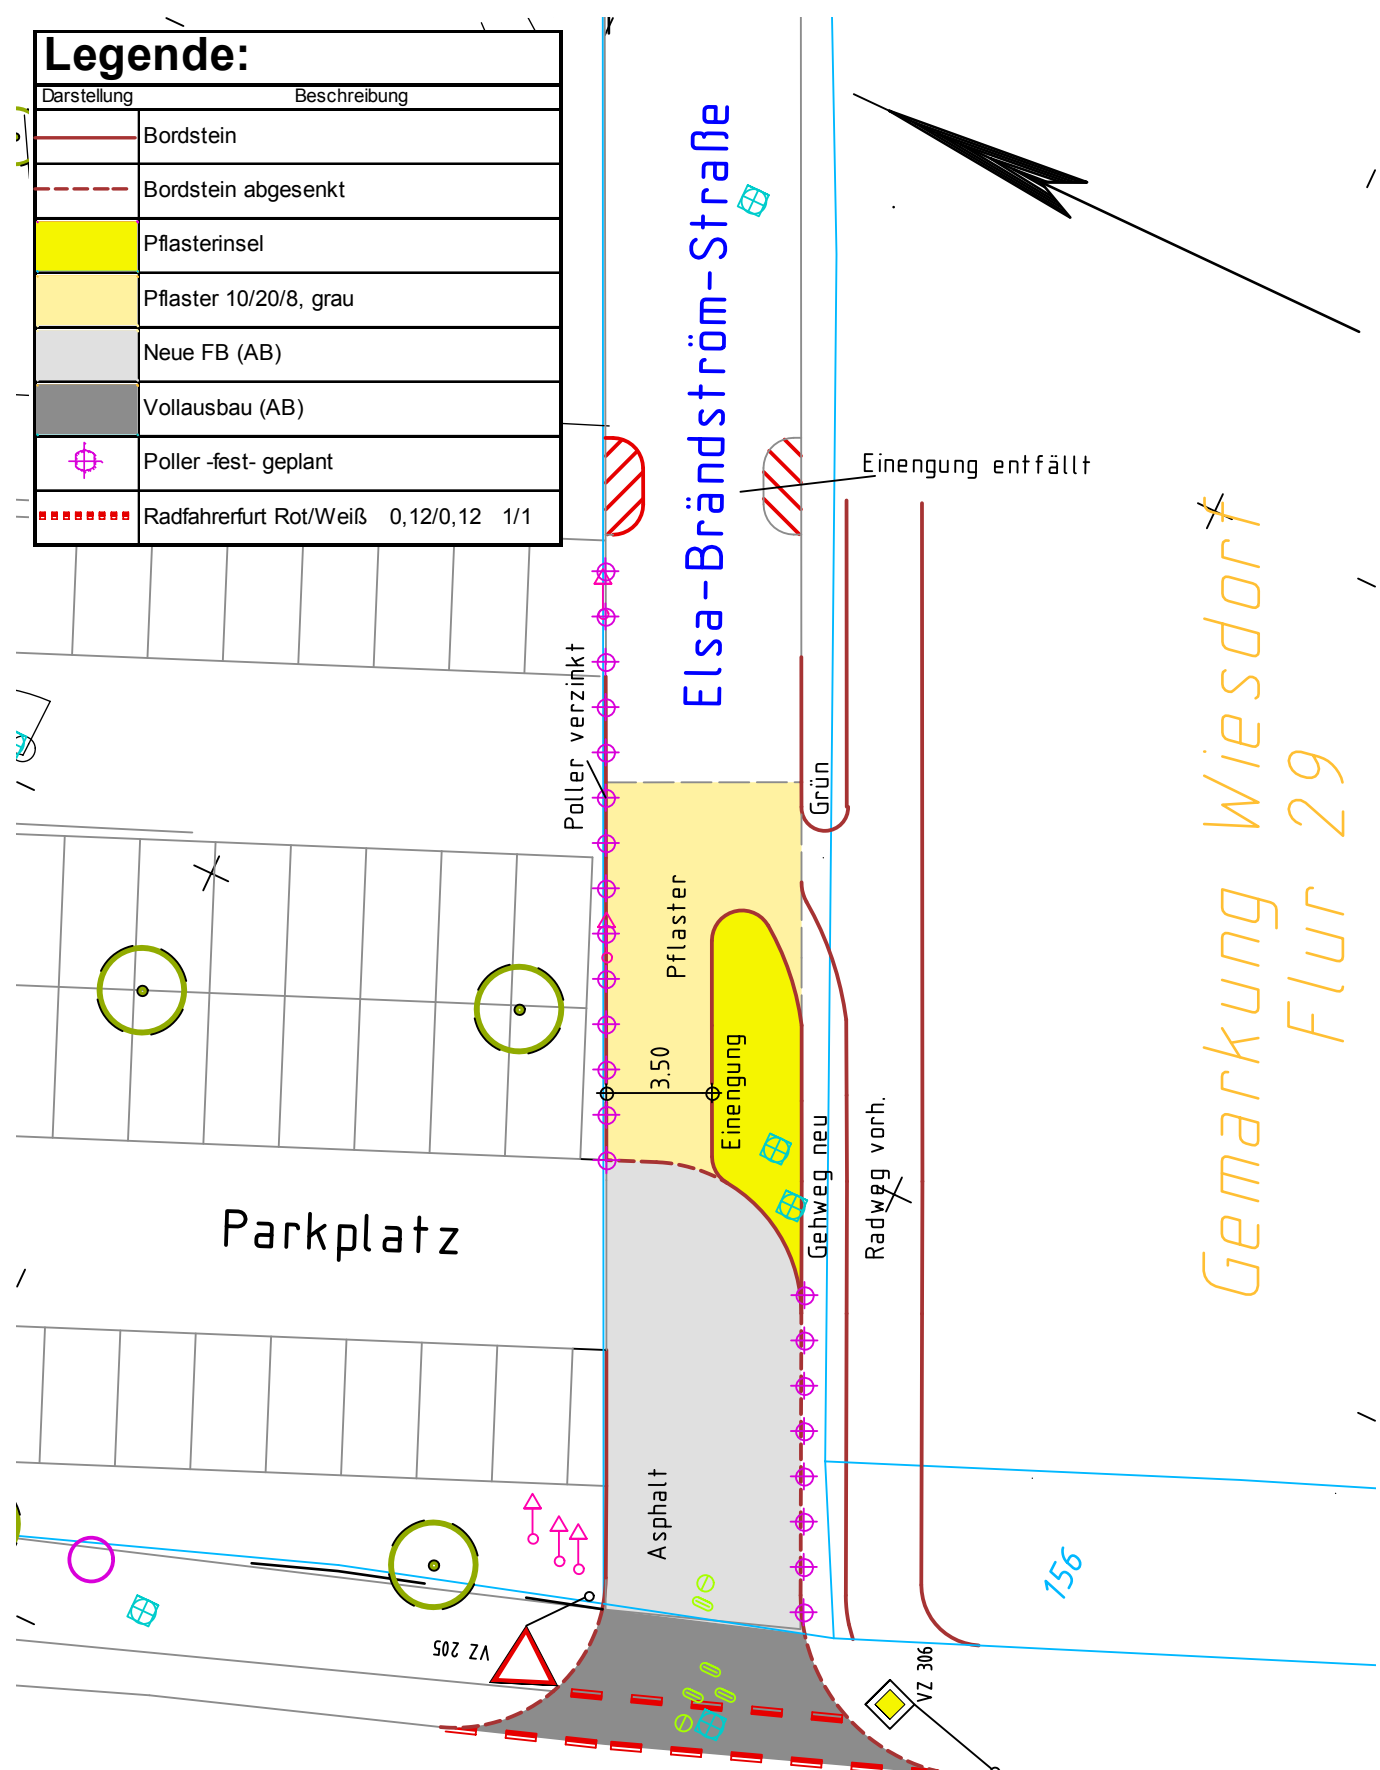 Legende:
Darstellung Beschreibung
Bordstein
Bordstein abgesenkt
Pflasterinsel
Pflaster 10/20/8, grau
Neue FB (AB)
Vollausbau (AB)
Poller -fest- geplant
Radfahrerfurt Rot/Weiß 0,12/0,12 1/1
Elsa-Brändström-Straße
Einengung entfällt
Poller verzinkt
Grün
Pflaster
3.50
Einengung
Gehweg neu
Radweg vorh.
Gemarkung Wiesdorf
Flur 29
Parkplatz
Asphalt
156
VZ 205
VZ 306